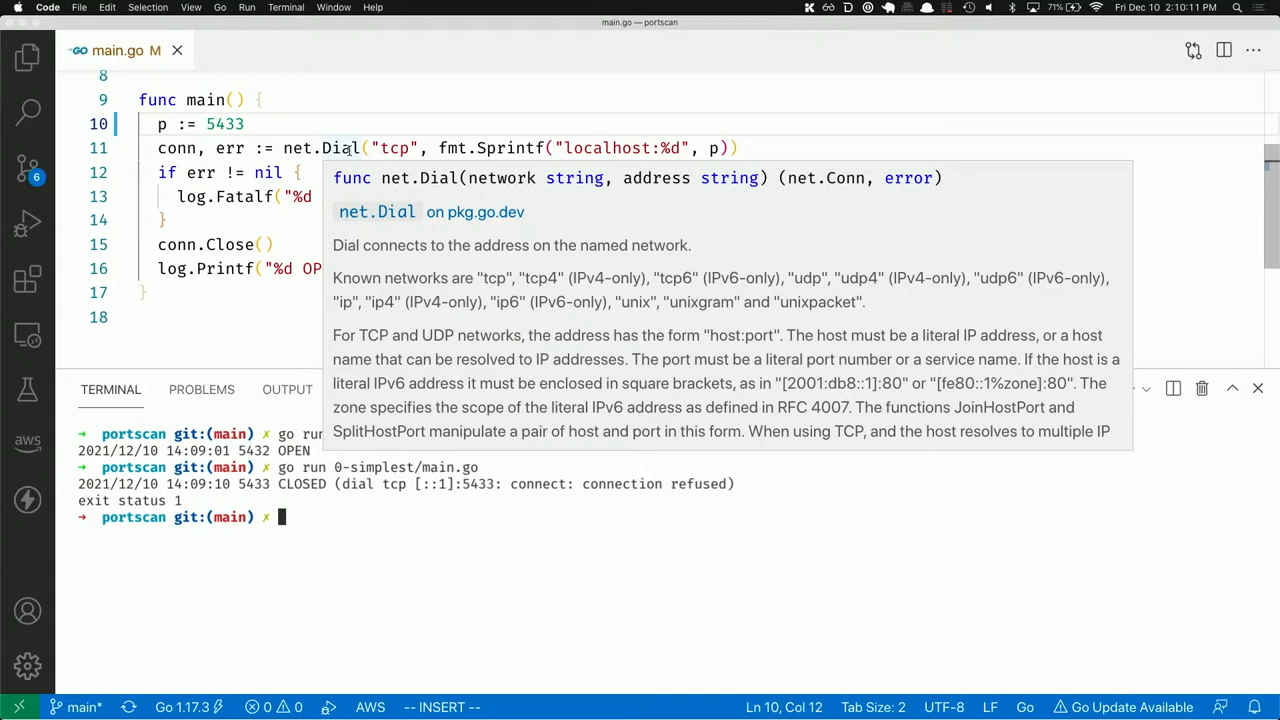 Code File Edit Selection View Go Run Terminal Window Help 71% Fri Dec 10 2:10:11 PM
main.go — portscan
GO main.go M
8
9 func main() {
10 p := 5433
11 conn, err := net.Dial("tcp", fmt.Sprintf("localhost:%d", p))
12 if err != nil {
13 log.Fatalf("%d
14 }
15 conn.Close()
16 log.Printf("%d OP
17 }
18
func net.Dial(network string, address string) (net.Conn, error)
net.Dial on pkg.go.dev
Dial connects to the address on the named network.
Known networks are "tcp", "tcp4" (IPv4-only), "tcp6" (IPv6-only), "udp", "udp4" (IPv4-only), "udp6" (IPv6-only),
"ip", "ip4" (IPv4-only), "ip6" (IPv6-only), "unix", "unixgram" and "unixpacket".
For TCP and UDP networks, the address has the form "host:port". The host must be a literal IP address, or a host
name that can be resolved to IP addresses. The port must be a literal port number or a service name. If the host is a
literal IPv6 address it must be enclosed in square brackets, as in "[2001:db8::1]:80" or "[fe80::1%zone]:80". The
zone specifies the scope of the literal IPv6 address as defined in RFC 4007. The functions JoinHostPort and
SplitHostPort manipulate a pair of host and port in this form. When using TCP, and the host resolves to multiple IP
6
aws
TERMINAL PROBLEMS OUTPUT
→ portscan git:(main) ✗ go run
2021/12/10 14:09:01 5432 OPEN
→ portscan git:(main) ✗ go run 0-simplest/main.go
2021/12/10 14:09:10 5433 CLOSED (dial tcp [::1]:5433: connect: connection refused)
exit status 1
→ portscan git:(main) ✗
main* Go 1.17.3 0 0 AWS -- INSERT -- Ln 10, Col 12 Tab Size: 2 UTF-8 LF Go Go Update Available